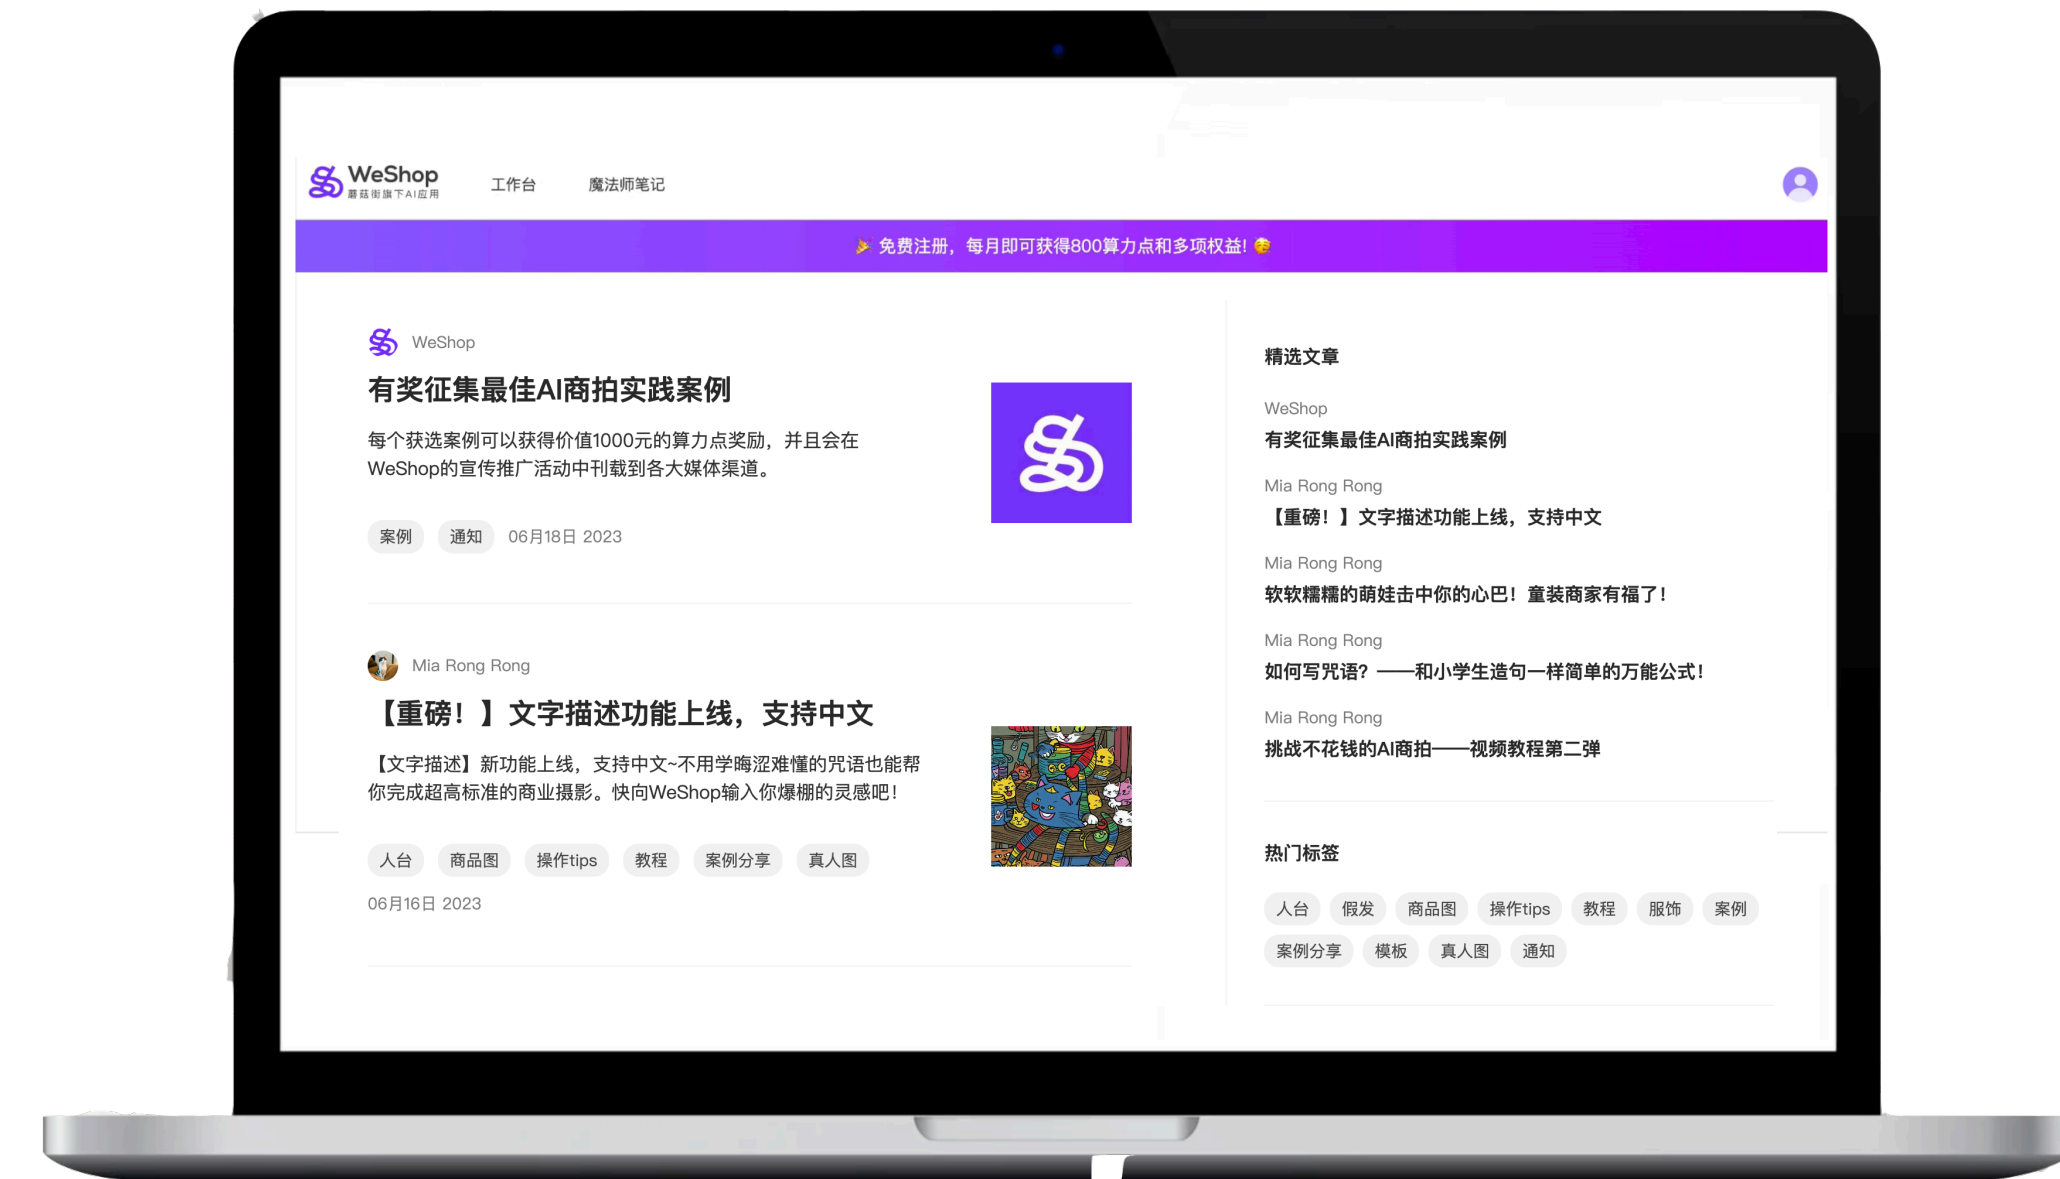 WeShop
蘑菇街旗下AI应用
工作台
魔法师笔记
🎉 免费注册，每月即可获得800算力点和多项权益! 🥳
WeShop
有奖征集最佳AI商拍实践案例
每个获选案例可以获得价值1000元的算力点奖励，并且会在
WeShop的宣传推广活动中刊载到各大媒体渠道。
案例 通知 06月18日 2023
Mia Rong Rong
【重磅！】文字描述功能上线，支持中文
【文字描述】新功能上线，支持中文~不用学晦涩难懂的咒语也能帮
你完成超高标准的商业摄影。快向WeShop输入你爆棚的灵感吧！
人台 商品图 操作tips 教程 案例分享 真人图
06月16日 2023
精选文章
WeShop
有奖征集最佳AI商拍实践案例
Mia Rong Rong
【重磅！】文字描述功能上线，支持中文
Mia Rong Rong
软软糯糯的萌娃击中你的心巴！童装商家有福了！
Mia Rong Rong
如何写咒语？——和小学生造句一样简单的万能公式！
Mia Rong Rong
挑战不花钱的AI商拍——视频教程第二弹
热门标签
人台 假发 商品图 操作tips 教程 服饰 案例
案例分享 模板 真人图 通知